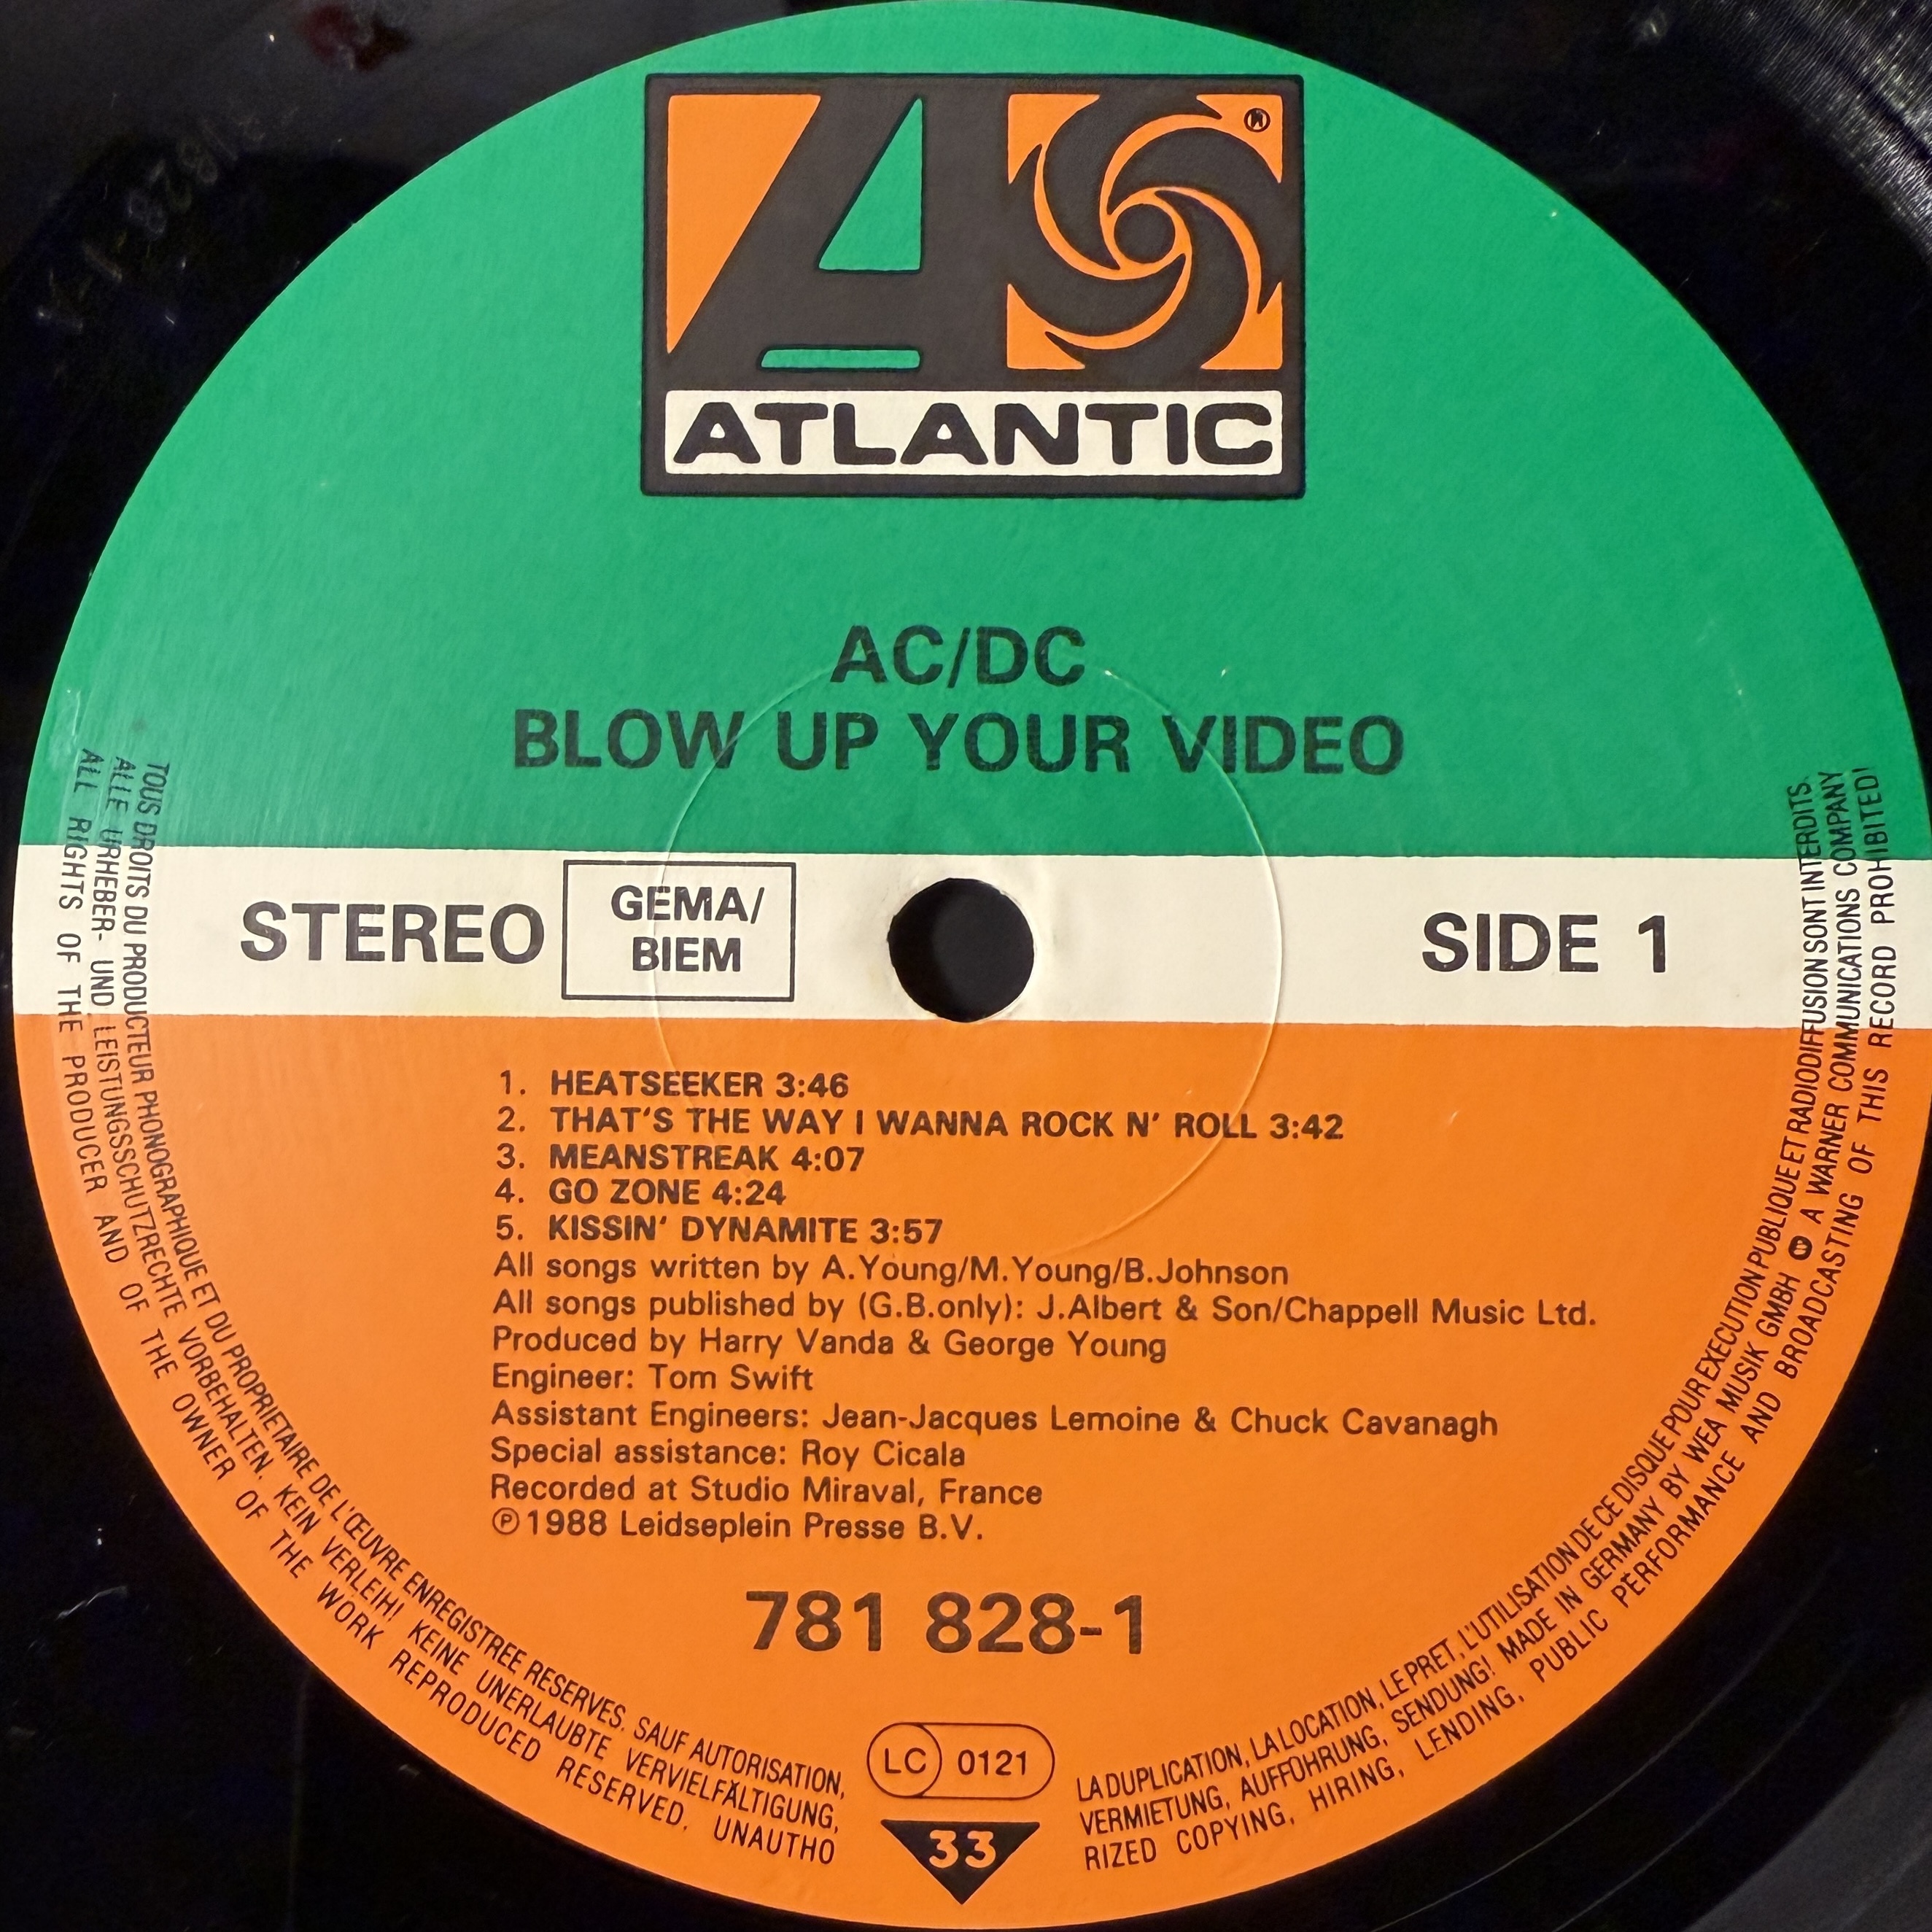 ATLANTIC
AC/DC
BLOW UP YOUR VIDEO
STEREO
GEMA/
BIEM
SIDE 1
1. HEATSEEKER 3:46
2. THAT'S THE WAY I WANNA ROCK N' ROLL 3:42
3. MEANSTREAK 4:07
4. GO ZONE 4:24
5. KISSIN' DYNAMITE 3:57
All songs written by A.Young/M.Young/B.Johnson
All songs published by (G.B.only): J.Albert & Son/Chappell Music Ltd.
Produced by Harry Vanda & George Young
Engineer: Tom Swift
Assistant Engineers: Jean-Jacques Lemoine & Chuck Cavanagh
Special assistance: Roy Cicala
Recorded at Studio Miraval, France
℗1988 Leidseplein Presse B.V.
781 828-1
LC 0121
33
TOUS DROITS DU PRODUCTEUR PHONOGRAPHIQUE ET DU PROPRIETAIRE DE L'ŒUVRE ENREGISTREE RESERVES. SAUF AUTORISATION, LA DUPLICATION, LA LOCATION, LE PRET, L'UTILISATION DE CE DISQUE POUR EXECUTION PUBLIQUE ET RADIODIFFUSION SONT INTERDITS.
ALLE URHEBER- UND LEISTUNGSSCHUTZRECHTE VORBEHALTEN. KEIN VERLEIH! KEINE UNERLAUBTE VERVIELFÄLTIGUNG, VERMIETUNG, AUFFÜHRUNG, SENDUNG! MADE IN GERMANY BY WEA MUSIK GMBH A WARNER COMMUNICATIONS COMPANY
ALL RIGHTS OF THE PRODUCER AND OF THE OWNER OF THE WORK REPRODUCED RESERVED. UNAUTHORIZED COPYING, HIRING, LENDING, PUBLIC PERFORMANCE AND BROADCASTING OF THIS RECORD PROHIBITED!